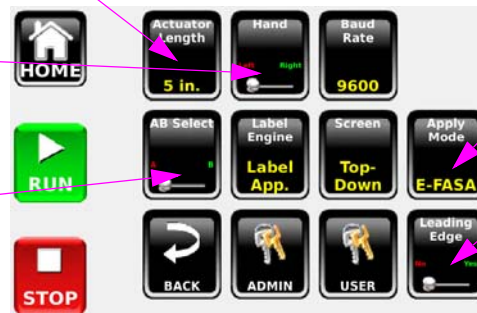 HOME
Actuator
Length
5 in.
Hand
Left Right
Baud
Rate
9600
RUN
AB Select
A B
Label
Engine
Label
App.
Screen
Top-
Down
Apply
Mode
E-FASA
STOP
BACK
ADMIN
USER
Leading
Edge
No Yes